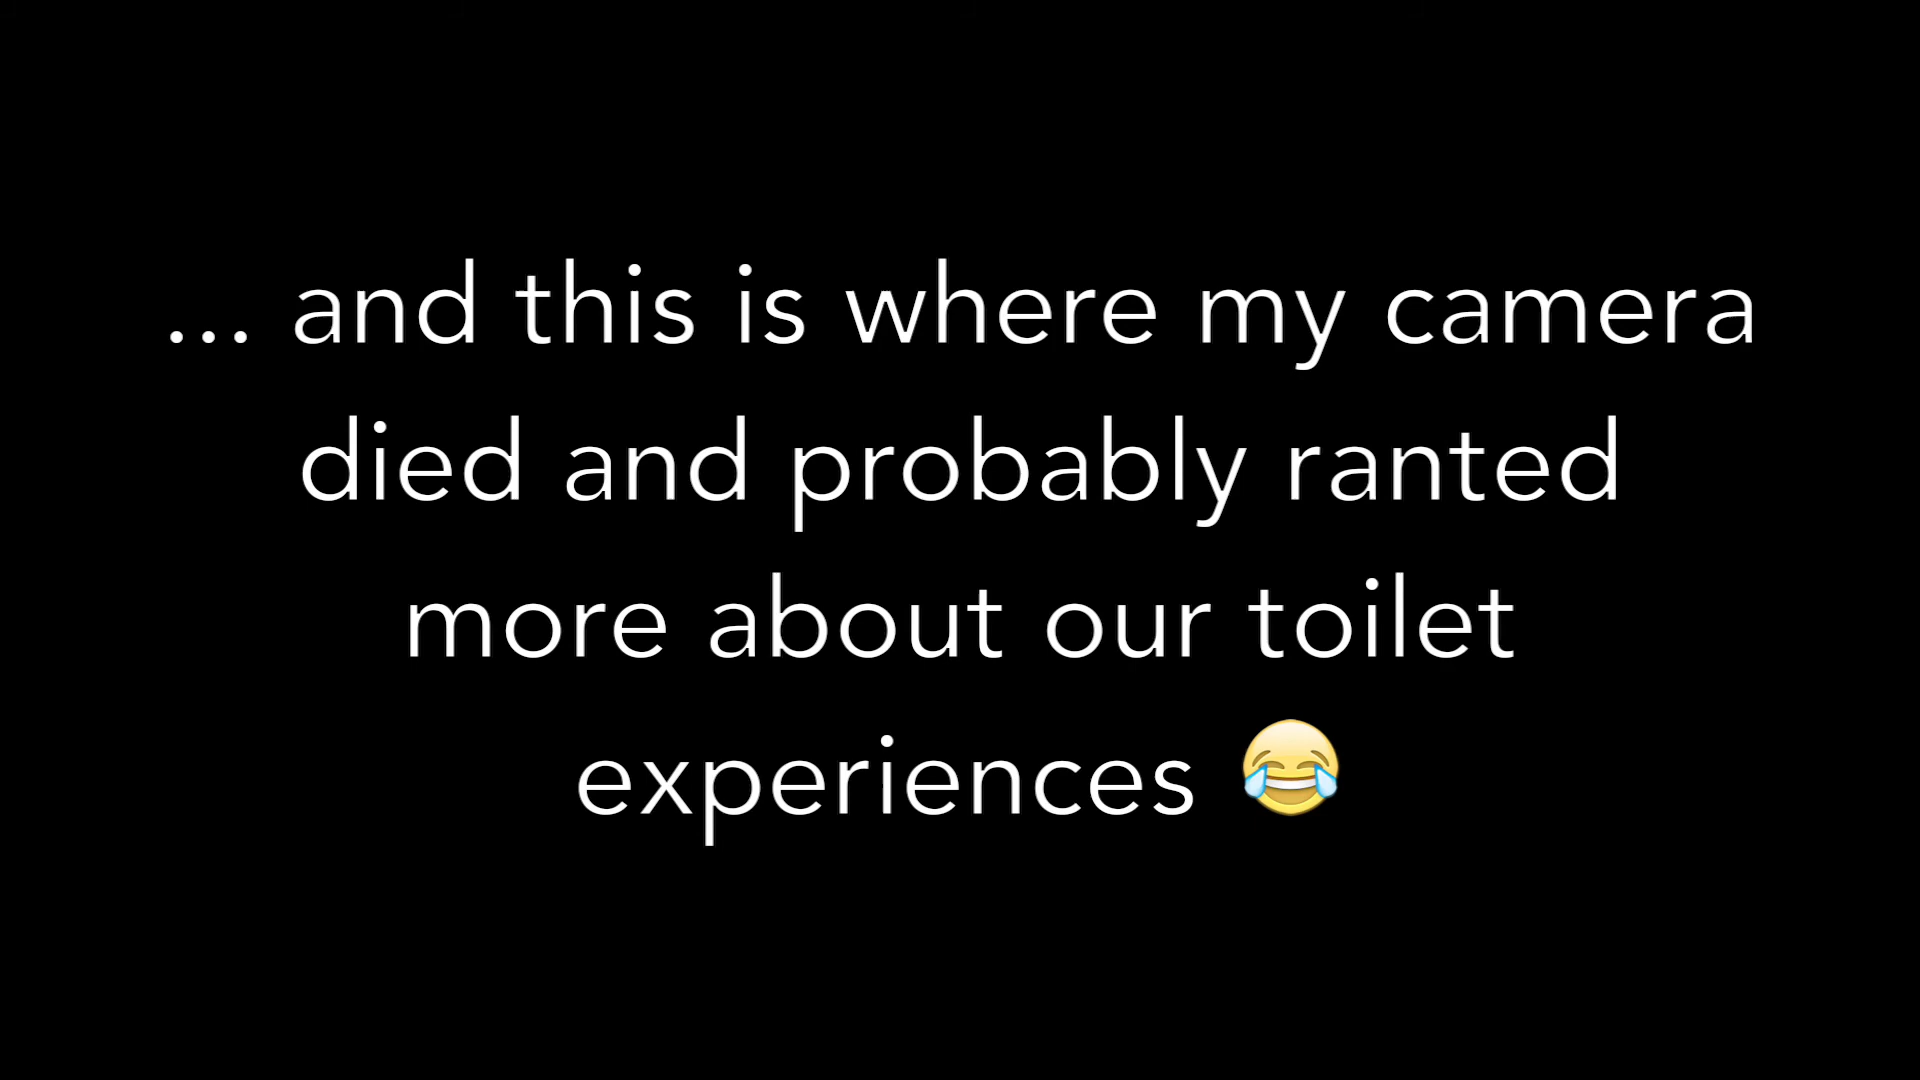 ... and this is where my camera
died and probably ranted
more about our toilet
experiences 😂